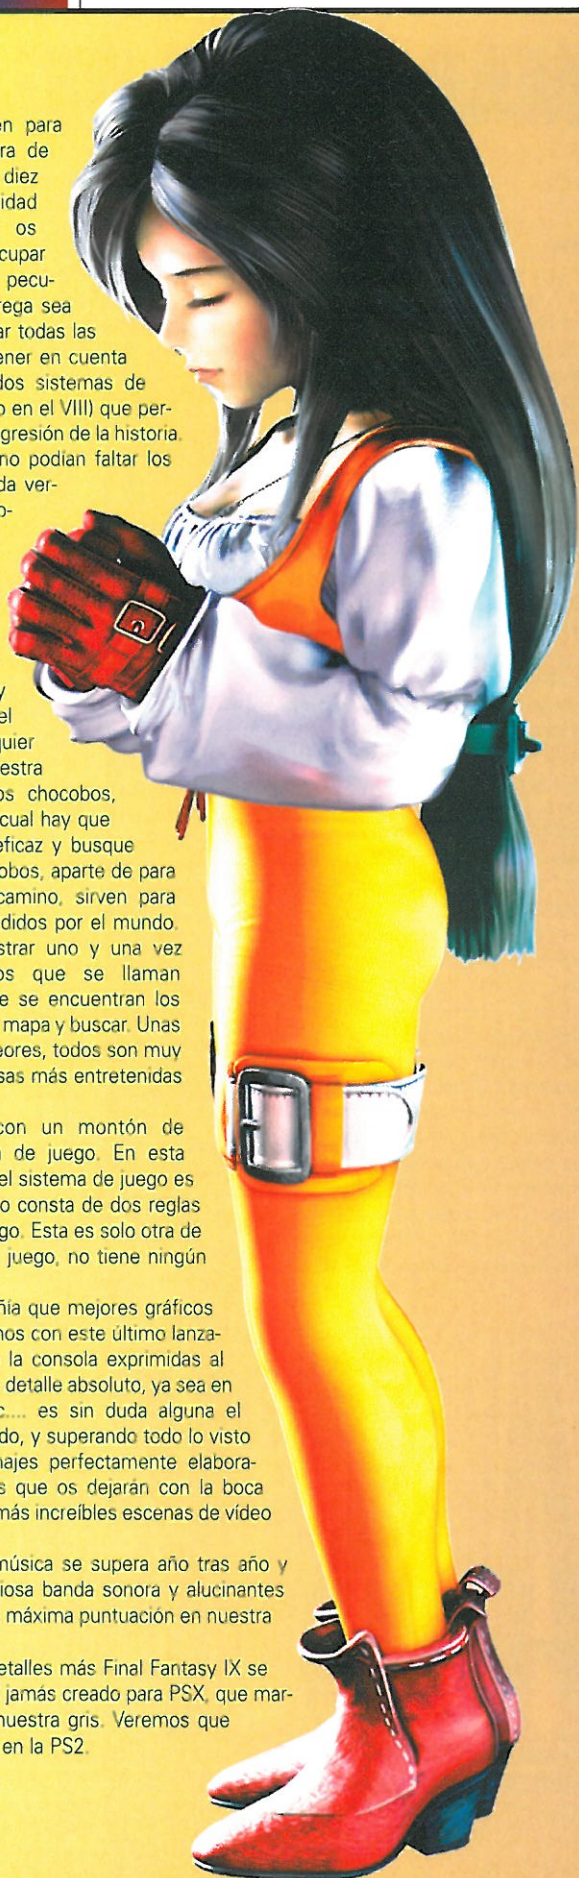 en para
ra de
diez
idad
os
cupar
pecu-
rega sea
ar todas las
ener en cuenta
dos sistemas de
o en el VIII) que per-
gresión de la historia.
no podían faltar los
da ver-
o-
y
el
quier
estra
os chocobos,
cual hay que
eficaz y busque
obos, aparte de para
camino, sirven para
didos por el mundo.
strar uno y una vez
os que se llaman
e se encuentran los
mapa y buscar. Unas
eores, todos son muy
sas más entretenidas
con un montón de
de juego. En esta
el sistema de juego es
o consta de dos reglas
go. Esta es solo otra de
juego, no tiene ningún
ñía que mejores gráficos
nos con este último lanza-
la consola exprimidas al
detalle absoluto, ya sea en
c.... es sin duda alguna el
do, y superando todo lo visto
najes perfectamente elabora-
s que os dejarán con la boca
más increíbles escenas de vídeo
música se supera año tras año y
iosa banda sonora y alucinantes
máxima puntuación en nuestra
etalles más Final Fantasy IX se
jamás creado para PSX, que mar-
nuestra gris. Veremos que
en la PS2.